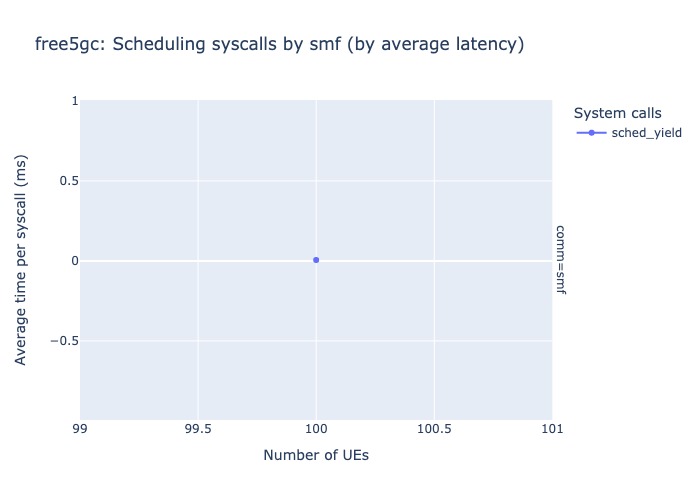 free5gc: Scheduling syscalls by smf (by average latency)
System calls
sched_yield
Average time per syscall (ms)
1
0.5
0
−0.5
comm=smf
99
99.5
100
100.5
101
Number of UEs